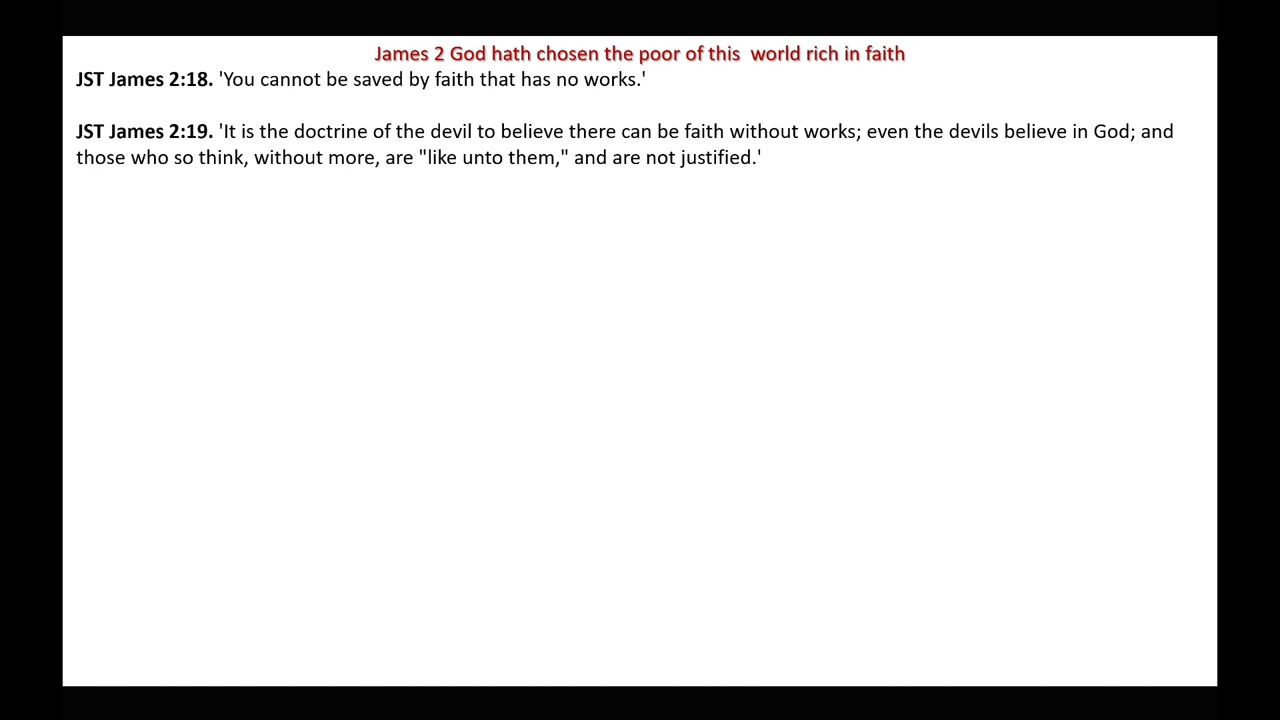 James 2 God hath chosen the poor of this  world rich in faith
JST James 2:18. 'You cannot be saved by faith that has no works.'
JST James 2:19. 'It is the doctrine of the devil to believe there can be faith without works; even the devils believe in God; and
those who so think, without more, are "like unto them," and are not justified.'